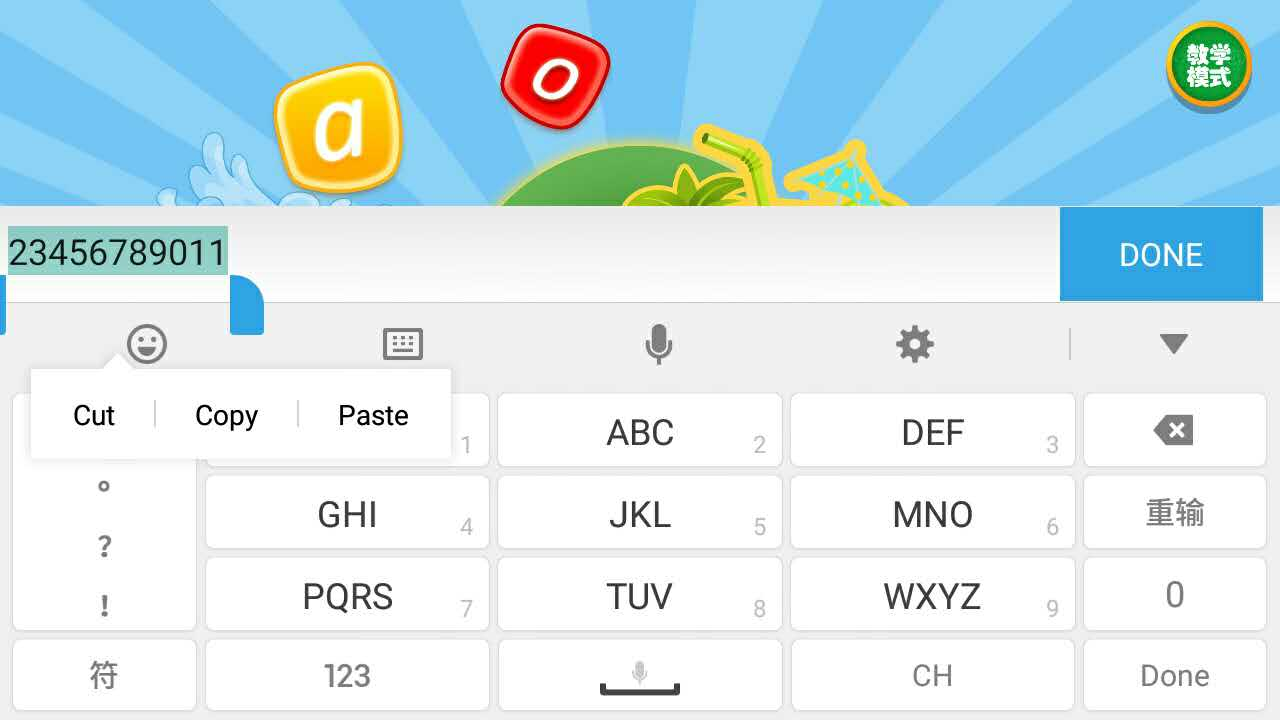 a
o
教学
模式
23456789011
DONE
Cut
Copy
Paste
1
ABC
2
DEF
3
。
?
!
GHI
4
JKL
5
MNO
6
重输
PQRS
7
TUV
8
WXYZ
9
0
符
123
CH
Done